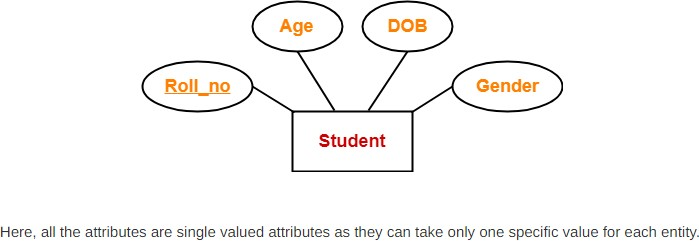 Age
DOB
Roll_no
Gender
Student
Here, all the attributes are single valued attributes as they can take only one specific value for each entity.